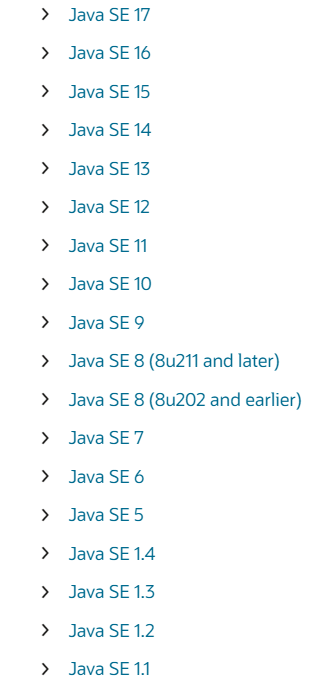 Java SE 17
Java SE 16
Java SE 15
Java SE 14
Java SE 13
Java SE 12
Java SE 11
Java SE 10
Java SE 9
Java SE 8 (8u211 and later)
Java SE 8 (8u202 and earlier)
Java SE 7
Java SE 6
Java SE 5
Java SE 1.4
Java SE 1.3
Java SE 1.2
Java SE 1.1